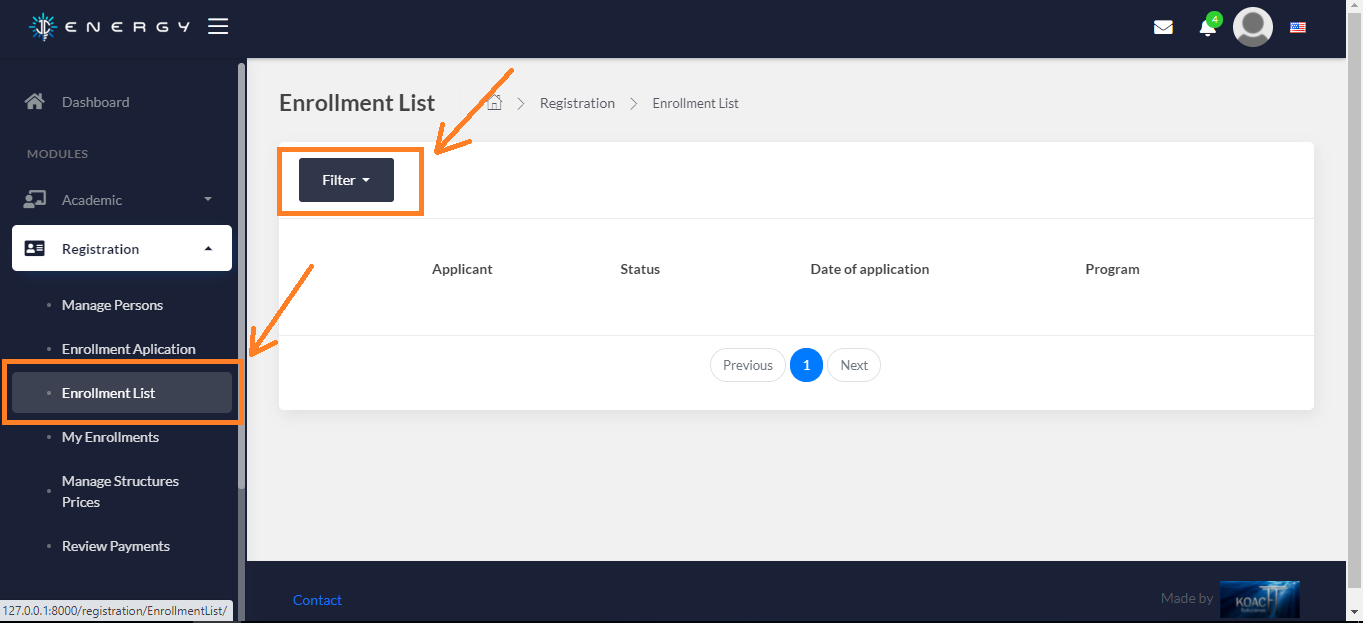 ENERGY
4
Dashboard
MODULES
Academic
Registration
Manage Persons
Enrollment Aplication
Enrollment List
My Enrollments
Manage Structures
Prices
Review Payments
127.0.0.1:8000/registration/EnrollmentList/
Enrollment List
Registration
Enrollment List
Filter
Applicant Status Date of application Program
Previous 1 Next
Contact
Made by
KOAC